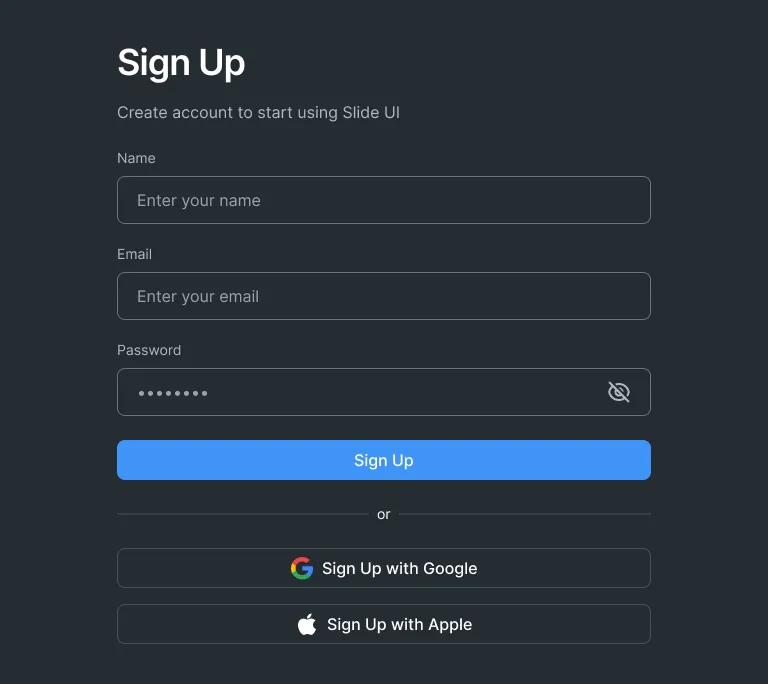 Sign Up
Create account to start using Slide UI
Name
Enter your name
Email
Enter your email
Password
••••••••
Sign Up
or
Sign Up with Google
Sign Up with Apple